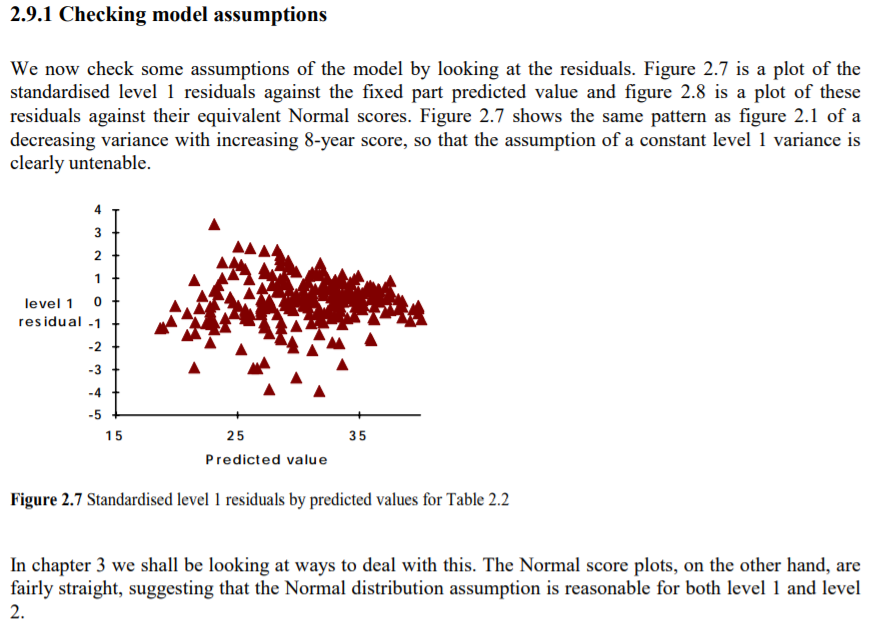 2.9.1 Checking model assumptions
We now check some assumptions of the model by looking at the residuals. Figure 2.7 is a plot of the
standardised level 1 residuals against the fixed part predicted value and figure 2.8 is a plot of these
residuals against their equivalent Normal scores. Figure 2.7 shows the same pattern as figure 2.1 of a
decreasing variance with increasing 8-year score, so that the assumption of a constant level 1 variance is
clearly untenable.
4
3
2
1
level 1 0
residual -1
-2
-3
-4
-5
15 25 35
Predicted value
Figure 2.7 Standardised level 1 residuals by predicted values for Table 2.2
In chapter 3 we shall be looking at ways to deal with this. The Normal score plots, on the other hand, are
fairly straight, suggesting that the Normal distribution assumption is reasonable for both level 1 and level
2.